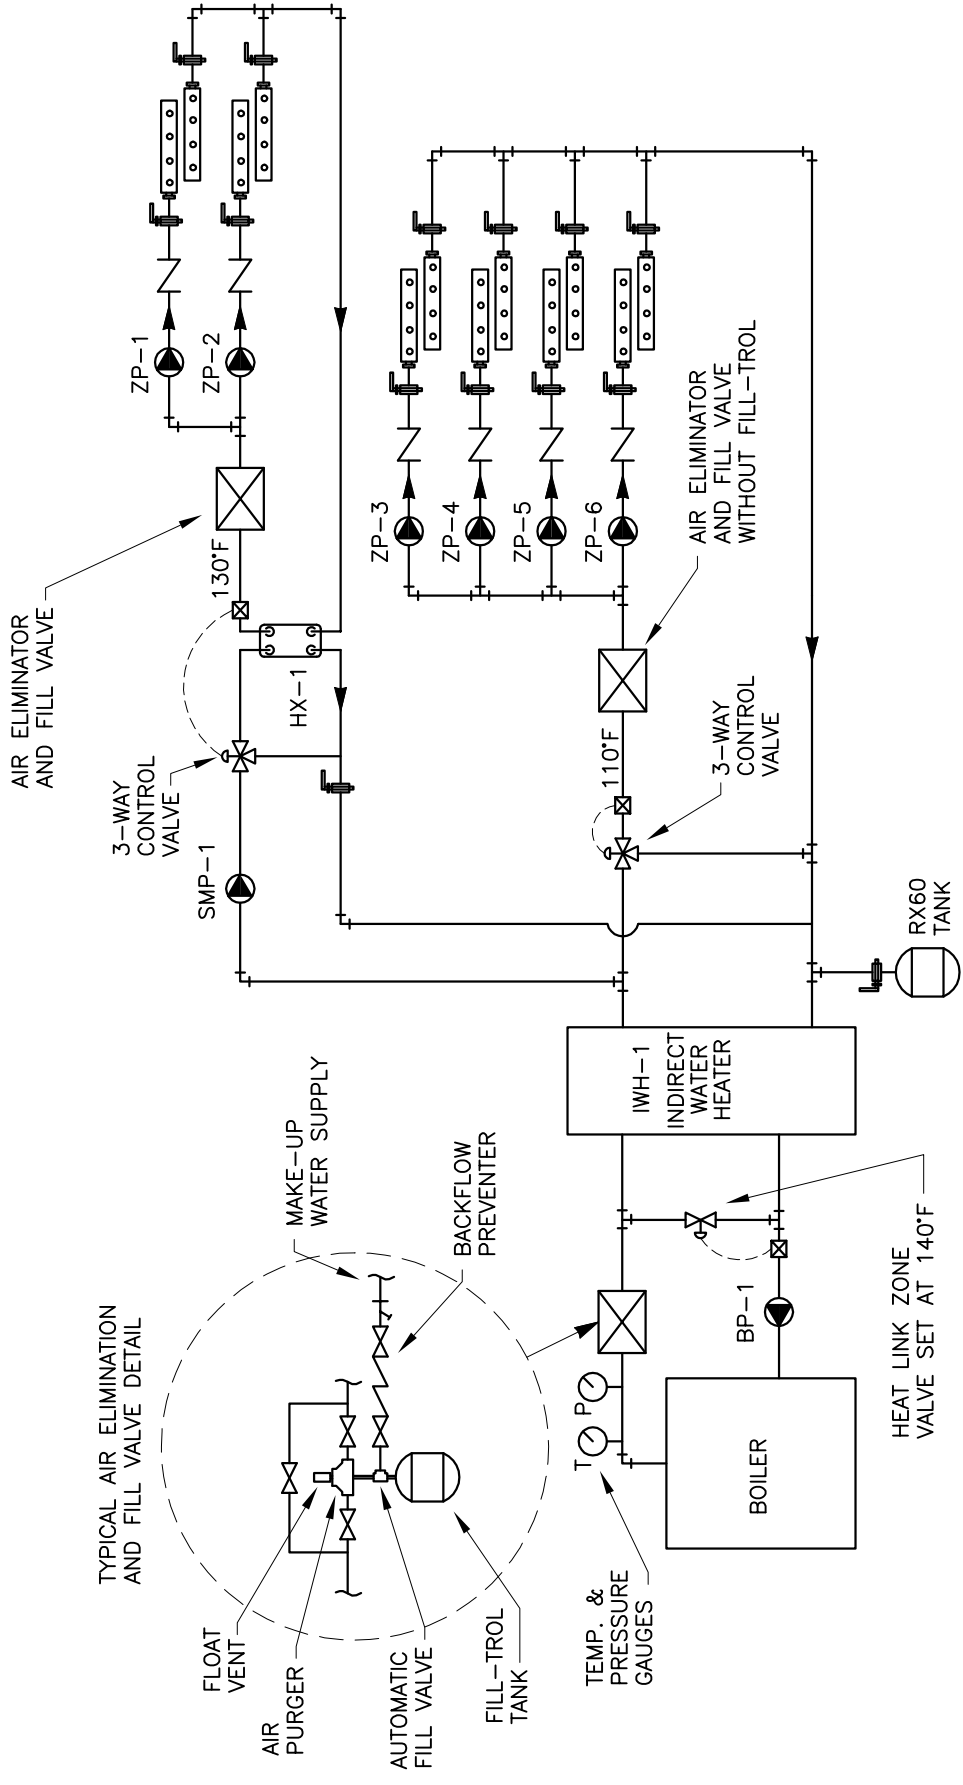 AIR ELIMINATOR
AND FILL VALVE
3-WAY
CONTROL
VALVE
SMP-1
HX-1
130°F
ZP-1
ZP-2
ZP-3
ZP-4
ZP-5
ZP-6
AIR ELIMINATOR
AND FILL VALVE
WITHOUT FILL-TROL
110°F
3-WAY
CONTROL
VALVE
RX60
TANK
IWH-1
INDIRECT
WATER
HEATER
TYPICAL AIR ELIMINATION
AND FILL VALVE DETAIL
MAKE-UP
WATER SUPPLY
BACKFLOW
PREVENTER
FLOAT
VENT
AIR
PURGER
AUTOMATIC
FILL VALVE
FILL-TROL
TANK
TEMP. &
PRESSURE
GAUGES
T
P
BOILER
BP-1
HEAT LINK ZONE
VALVE SET AT 140°F